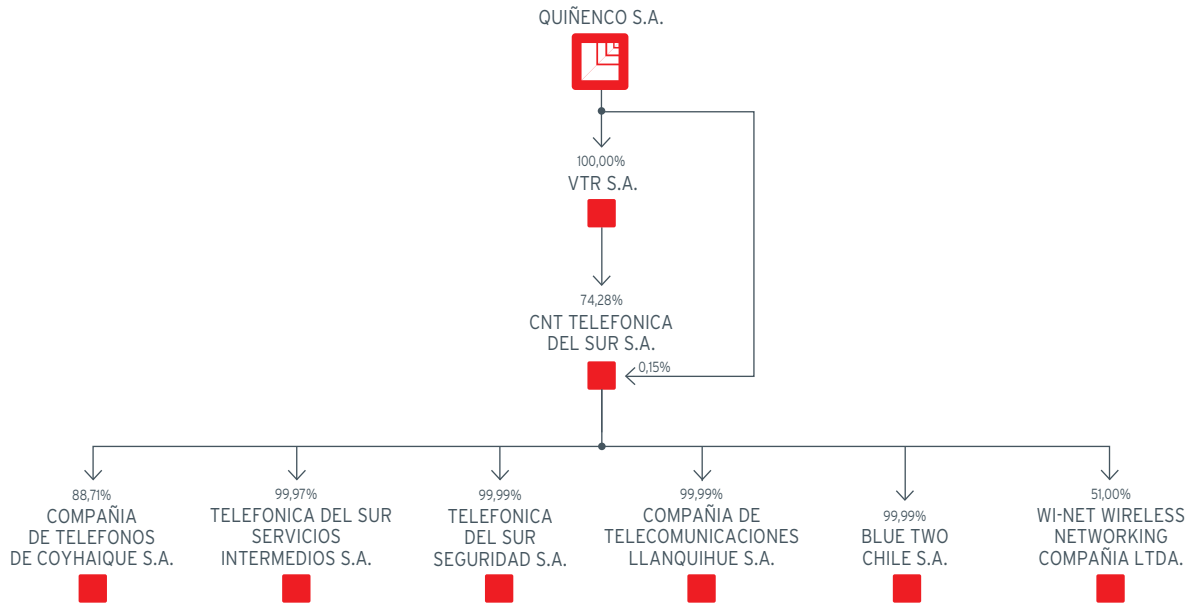 QUIÑENCO S.A.
100,00%
VTR S.A.
74,28%
CNT TELEFONICA
DEL SUR S.A.
0,15%
88,71%
COMPAÑIA
DE TELEFONOS
DE COYHAIQUE S.A.
99,97%
TELEFONICA DEL SUR
SERVICIOS
INTERMEDIOS S.A.
99,99%
TELEFONICA
DEL SUR
SEGURIDAD S.A.
99,99%
COMPAÑIA DE
TELECOMUNICACIONES
LLANQUIHUE S.A.
99,99%
BLUE TWO
CHILE S.A.
51,00%
WI-NET WIRELESS
NETWORKING
COMPAÑIA LTDA.